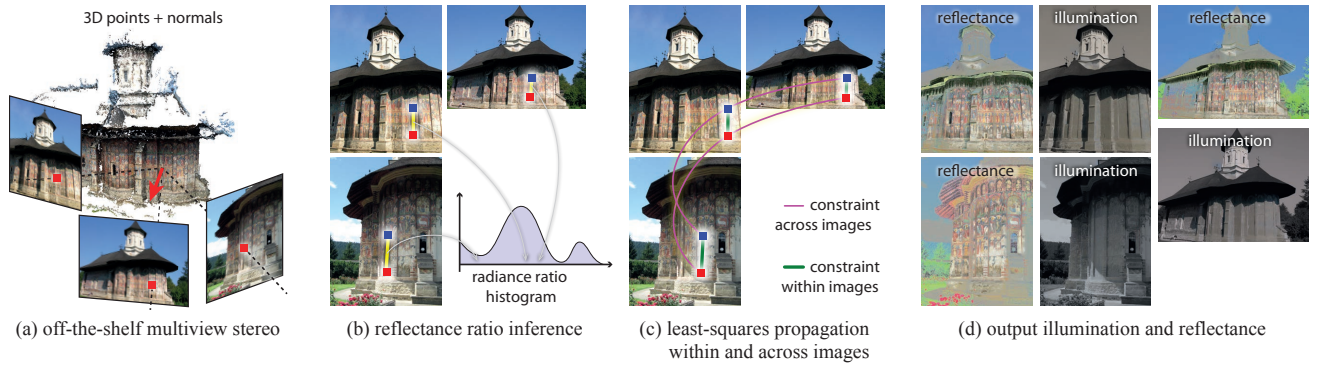 3D points + normals
(a) off-the-shelf multiview stereo
radiance ratio
histogram
(b) reflectance ratio inference
constraint
across images
constraint
within images
(c) least-squares propagation
within and across images
reflectance
illumination
reflectance
reflectance
illumination
illumination
(d) output illumination and reflectance